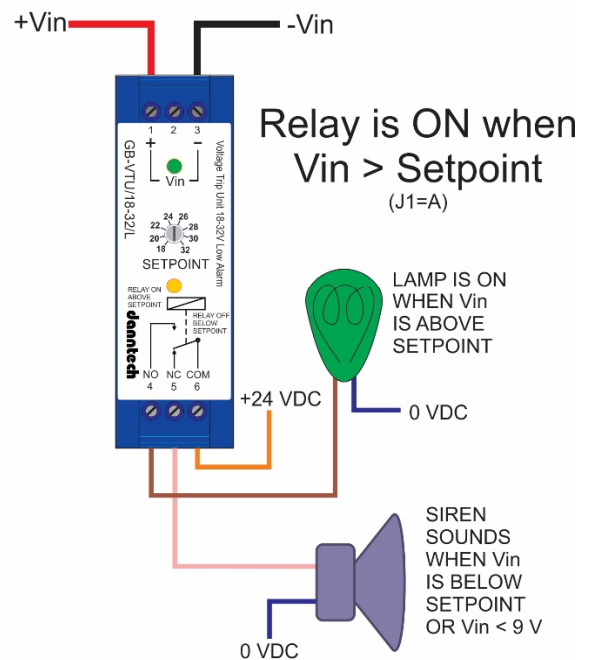 +Vin
-Vin
1 2 3
+ −
Vin
GB-VTU/18-32/L
Voltage Trip Unit 18-32V Low Alarm
24 26
22 28
20 30
18 32
SETPOINT
RELAY ON
ABOVE
SETPOINT
RELAY OFF
BELOW
SETPOINT
danntech
NO NC COM
4 5 6
Relay is ON when
Vin > Setpoint
(J1=A)
LAMP IS ON
WHEN Vin
IS ABOVE
SETPOINT
+24 VDC
0 VDC
SIREN
SOUNDS
WHEN Vin
IS BELOW
SETPOINT
OR Vin < 9 V
0 VDC